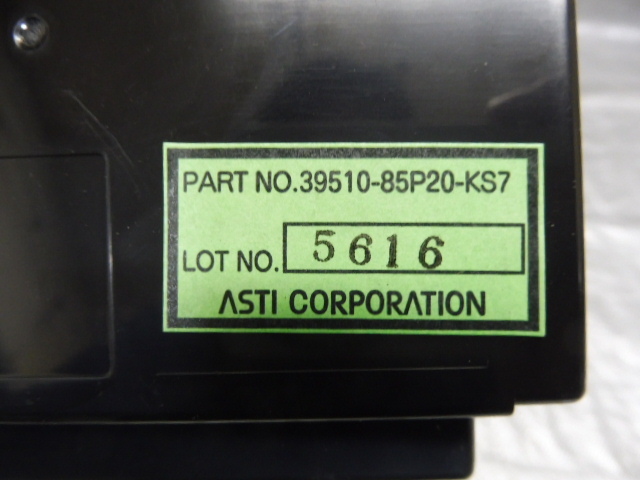 PART NO.39510-85P20-KS7
LOT NO. 5616
ASTI CORPORATION